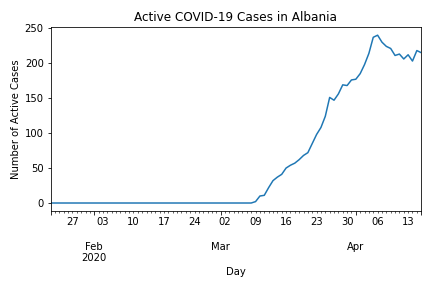 Active COVID-19 Cases in Albania
250
200
150
100
50
0
Number of Active Cases
27 03 10 17 24 02 09 16 23 30 06 13
Feb Mar Apr
2020
Day